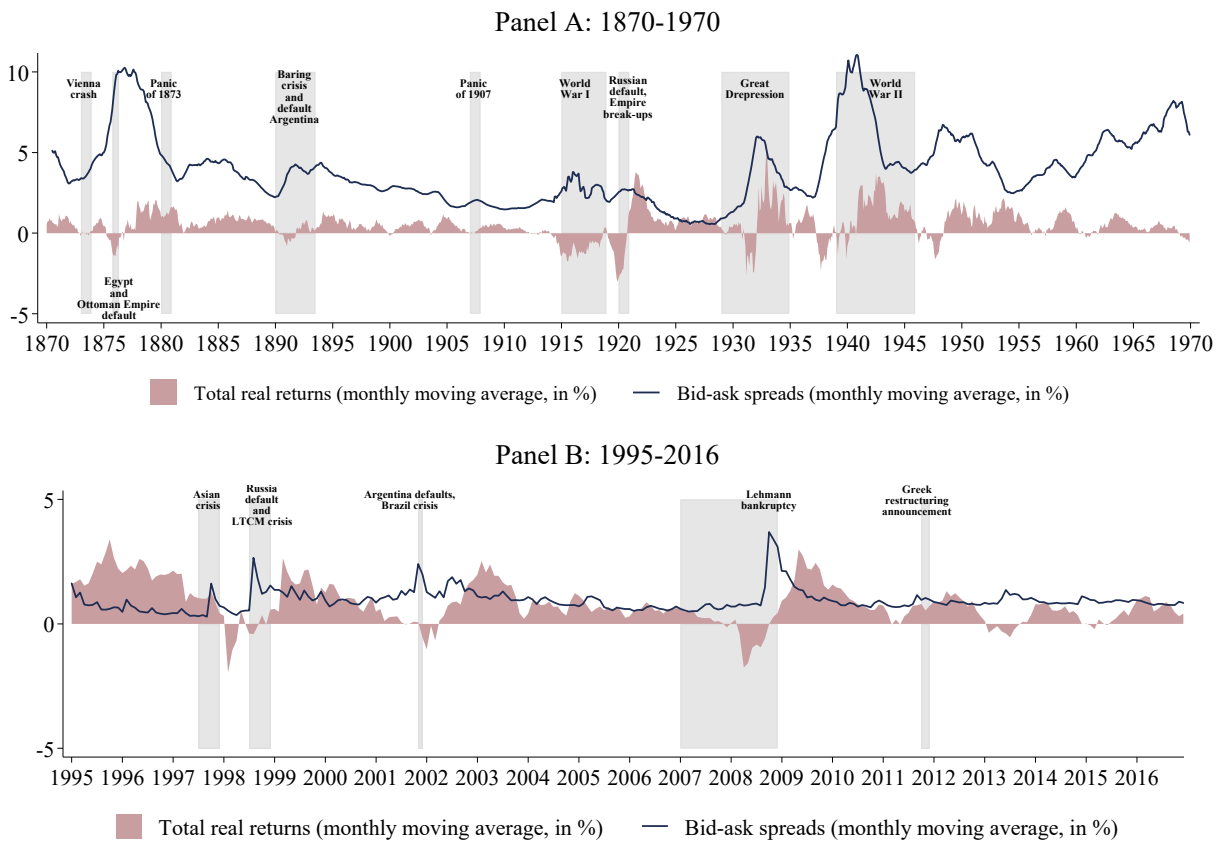 Panel A: 1870-1970
10
5
0
-5
Vienna
crash
Panic
of 1873
Baring
crisis
and
default
Argentina
Panic
of 1907
World
War I
Russian
default,
Empire
break-ups
Great
Drepression
World
War II
Egypt
and
Ottoman Empire
default
1870 1875 1880 1885 1890 1895 1900 1905 1910 1915 1920 1925 1930 1935 1940 1945 1950 1955 1960 1965 1970
Total real returns (monthly moving average, in %) Bid-ask spreads (monthly moving average, in %)
Panel B: 1995-2016
5
0
-5
Asian
crisis
Russia
default
and
LTCM crisis
Argentina defaults,
Brazil crisis
Lehmann
bankruptcy
Greek
restructuring
announcement
1995 1996 1997 1998 1999 2000 2001 2002 2003 2004 2005 2006 2007 2008 2009 2010 2011 2012 2013 2014 2015 2016
Total real returns (monthly moving average, in %) Bid-ask spreads (monthly moving average, in %)